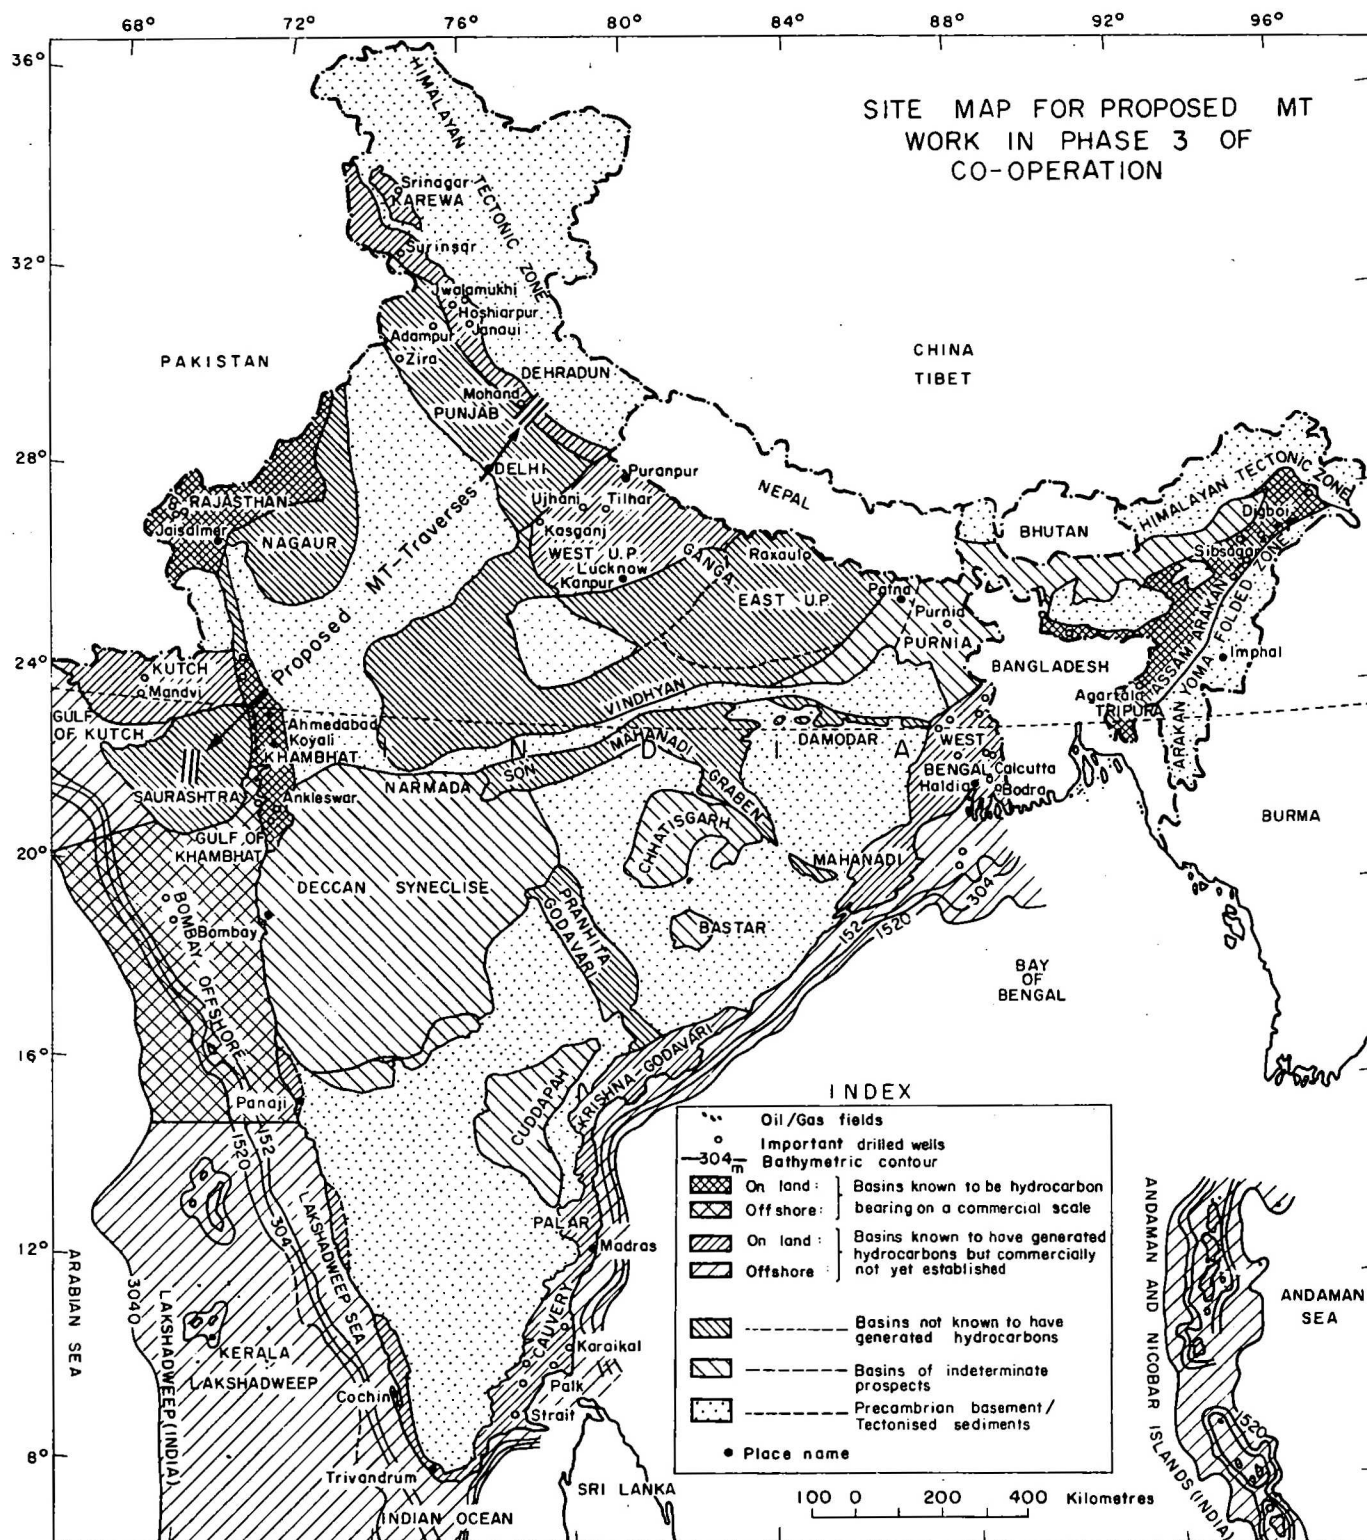 68° 72° 76° 80° 84° 88° 92° 96°
36°
32°
28°
24°
20°
16°
12°
8°
SITE MAP FOR PROPOSED MT
WORK IN PHASE 3 OF
CO-OPERATION
HIMALAYAN TECTONIC ZONE
Srinagar
KAREWA
Surinsar
Jwalamukhi
Hoshiarpur
Janauri
Adampur
Zira
PAKISTAN
CHINA
TIBET
DEHRADUN
Mohand
PUNJAB
DELHI
Puranpur
Ujhani
Tilhar
Kasganj
WEST U.P.
Lucknow
Kanpur
NEPAL
GANGA
Raxaul
EAST U.P.
BHUTAN
HIMALAYAN TECTONIC ZONE
Digboi
Sibsagar
RAJASTHAN
Jaisalmer
NAGAUR
Proposed MT-Traverses
Patna
Purnia
PURNIA
BANGLADESH
ASSAM ARAKAN
ARAKAN YOMA FOLDED ZONE
Imphal
Agartala
TRIPURA
KUTCH
Mandvi
GULF
OF KUTCH
VINDHYAN
Ahmedabad
Koyali
KHAMBHAT
SAURASHTRA
Ankleswar
GULF OF
KHAMBHAT
NARMADA
SON
MAHANADI
GRABEN
N D I A
DAMODAR
WEST
BENGAL
Haldia
Calcutta
Bodra
BURMA
CHHATISGARH
MAHANADI
DECCAN SYNECLISE
PRANHITA
GODAVARI
BASTAR
BOMBAY OFFSHORE
Bombay
304
152
1520
BAY
OF
BENGAL
KRISHNA-GODAVARI
CUDDAPAH
Panaji
1520
152
304
3040
LAKSHADWEEP SEA
PALAR
Madras
CAUVERY
Karaikal
Palk
Strait
ARABIAN SEA
LAKSHADWEEP (INDIA)
KERALA
LAKSHADWEEP
Cochin
Trivandrum
INDIAN OCEAN
SRI LANKA
ANDAMAN AND NICOBAR ISLANDS (INDIA)
ANDAMAN
SEA
1520
INDEX
Oil/Gas fields
Important drilled wells
304m Bathymetric contour
On land: Basins known to be hydrocarbon
Offshore: bearing on a commercial scale
On land: Basins known to have generated
hydrocarbons but commercially
Offshore not yet established
Basins not known to have
generated hydrocarbons
Basins of indeterminate
prospects
Precambrian basement/
Tectonised sediments
Place name
100 0 200 400 Kilometres